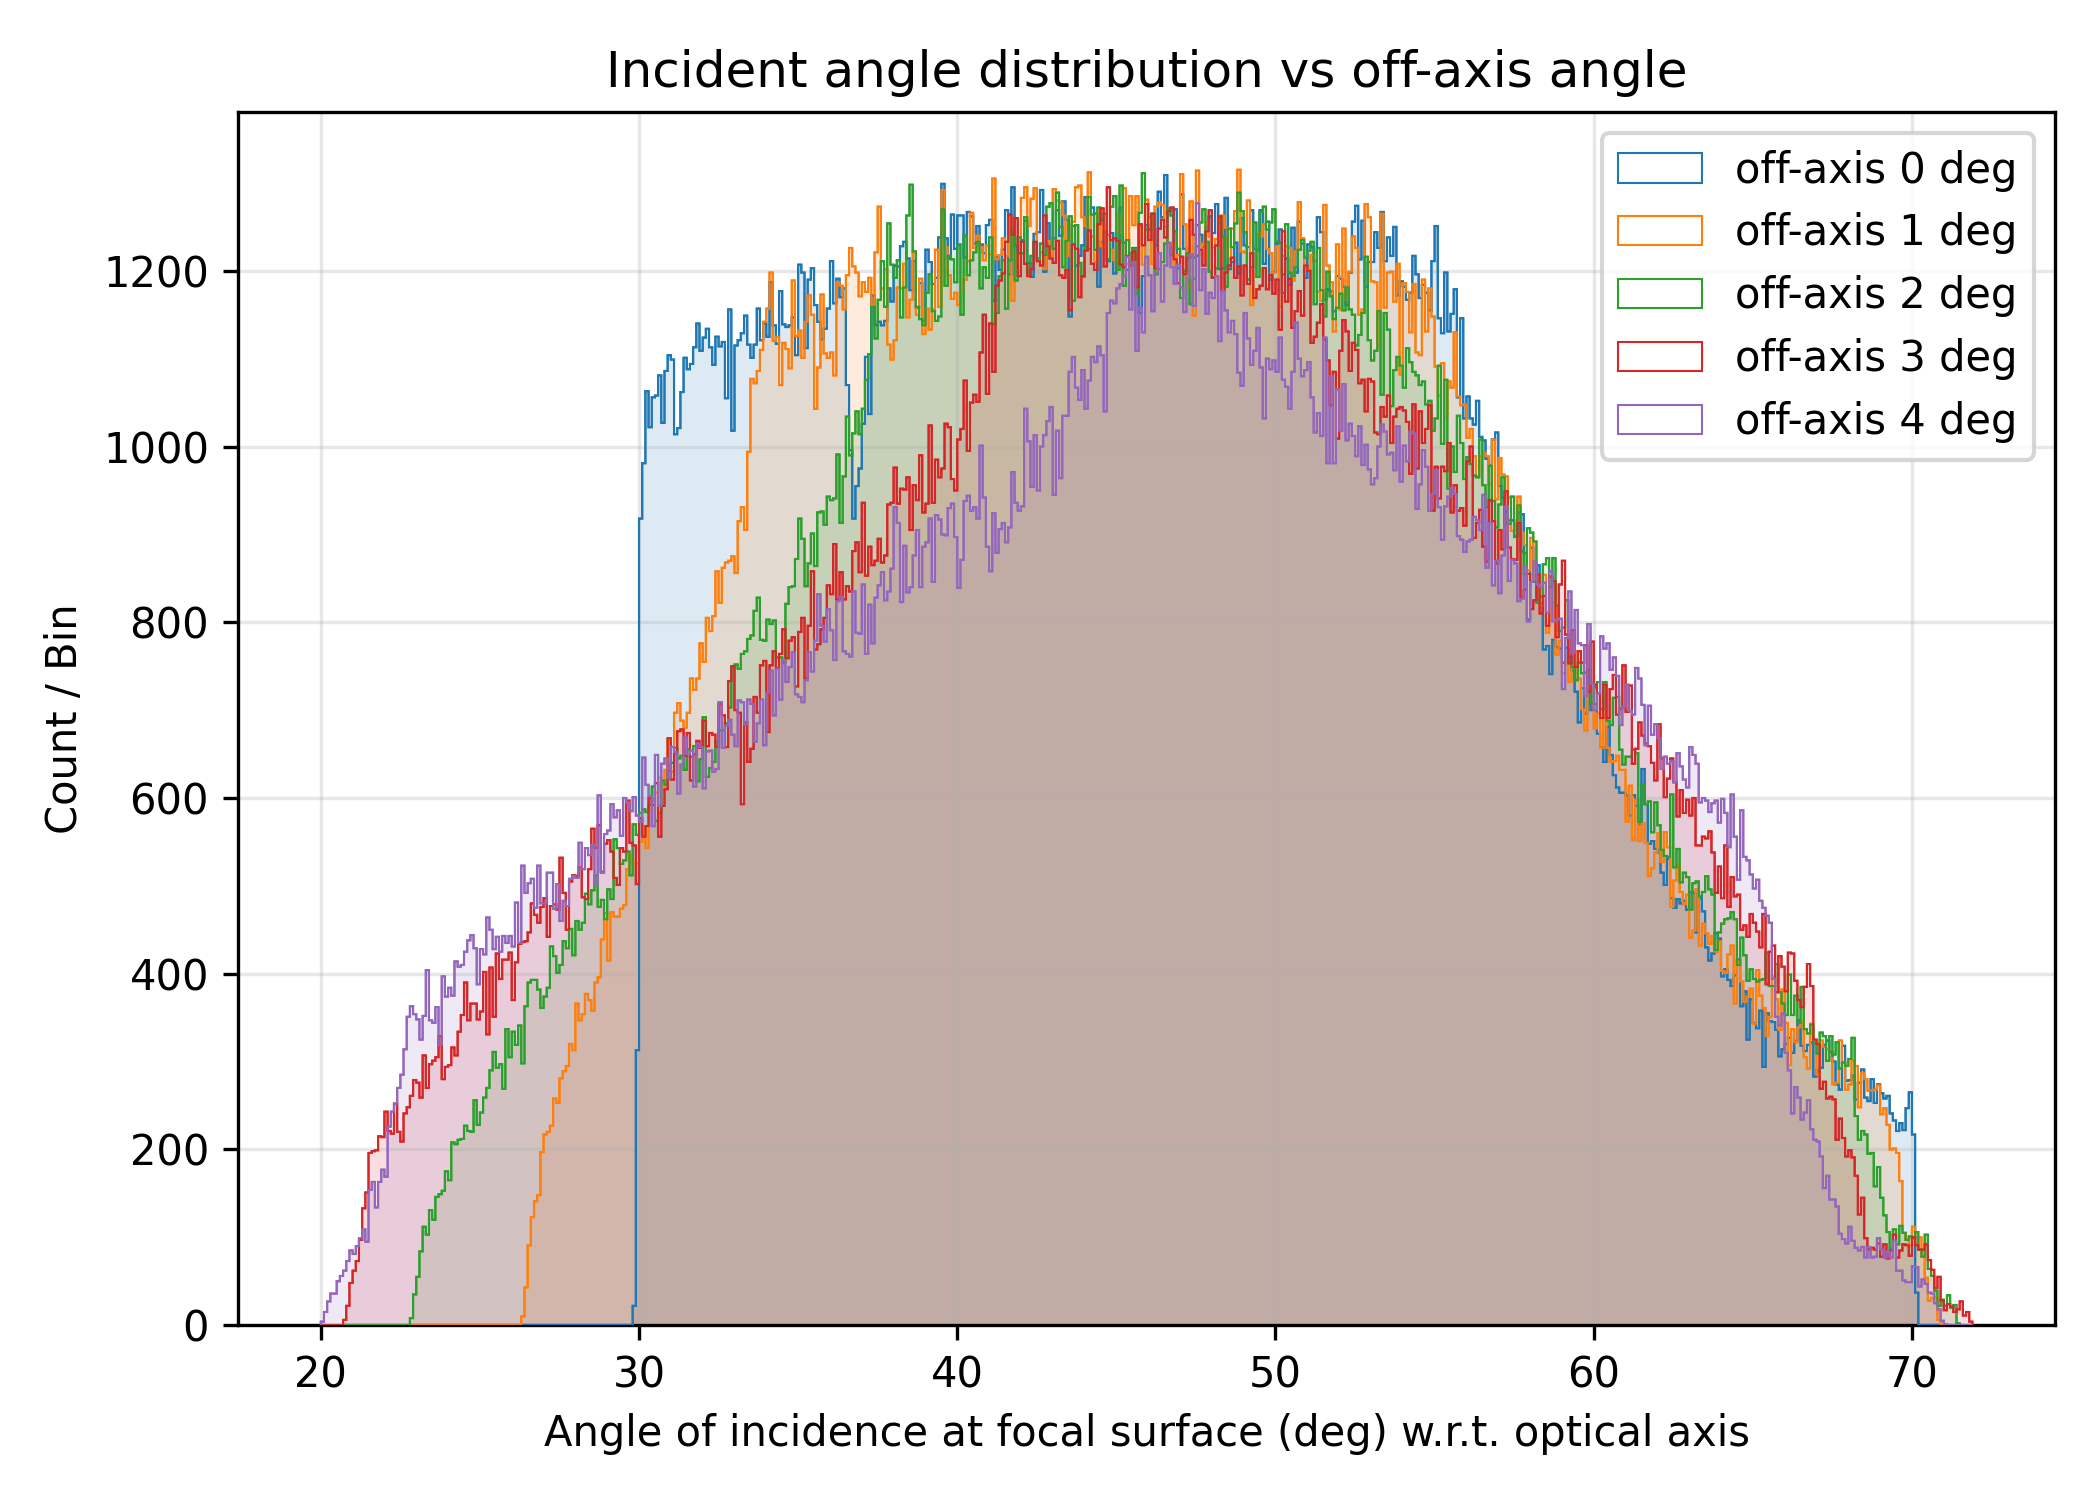 Incident angle distribution vs off-axis angle
off-axis 0 deg
off-axis 1 deg
off-axis 2 deg
off-axis 3 deg
off-axis 4 deg
Count / Bin
1200
1000
800
600
400
200
0
20 30 40 50 60 70
Angle of incidence at focal surface (deg) w.r.t. optical axis